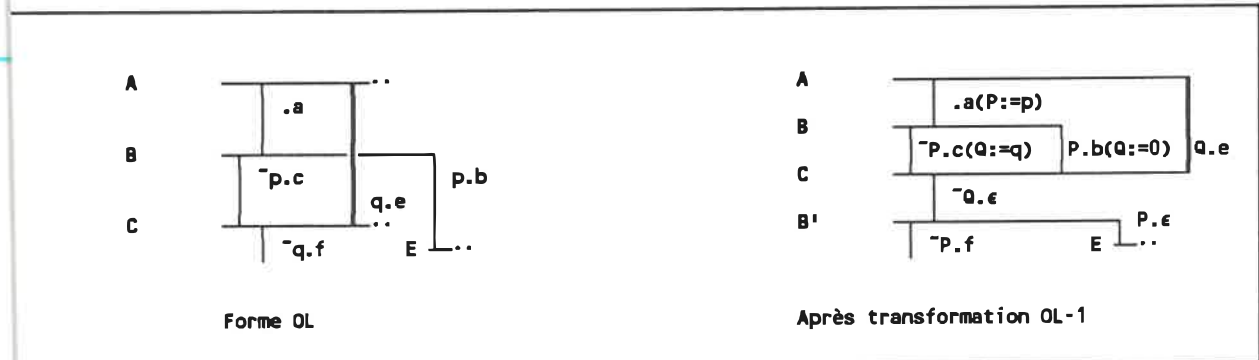 A ..
.a
B
¯p.c p.b
q.e
C ..
¯q.f E ..
Forme OL
A
.a(P:=p)
B
¯P.c(Q:=q) P.b(Q:=0) Q.e
C
¯Q.ϵ
B' P.ϵ
¯P.f E ..
Après transformation OL-1